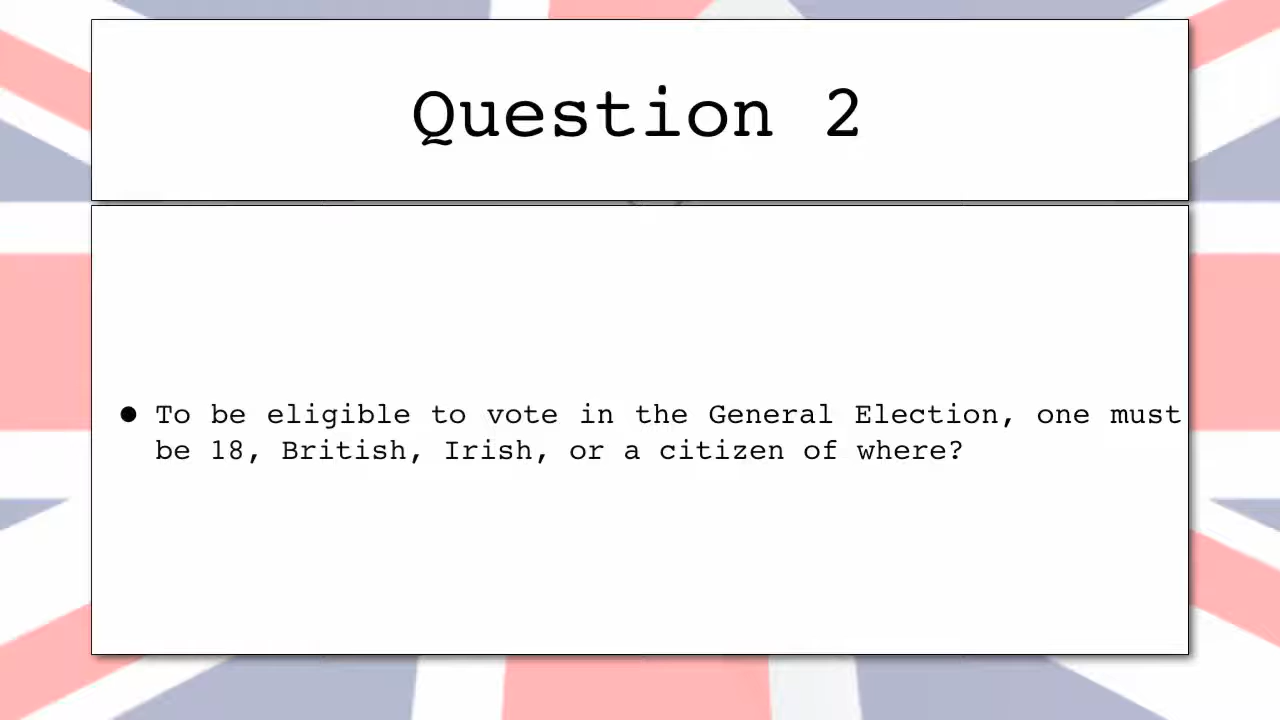 Question 2
● To be eligible to vote in the General Election, one must
be 18, British, Irish, or a citizen of where?